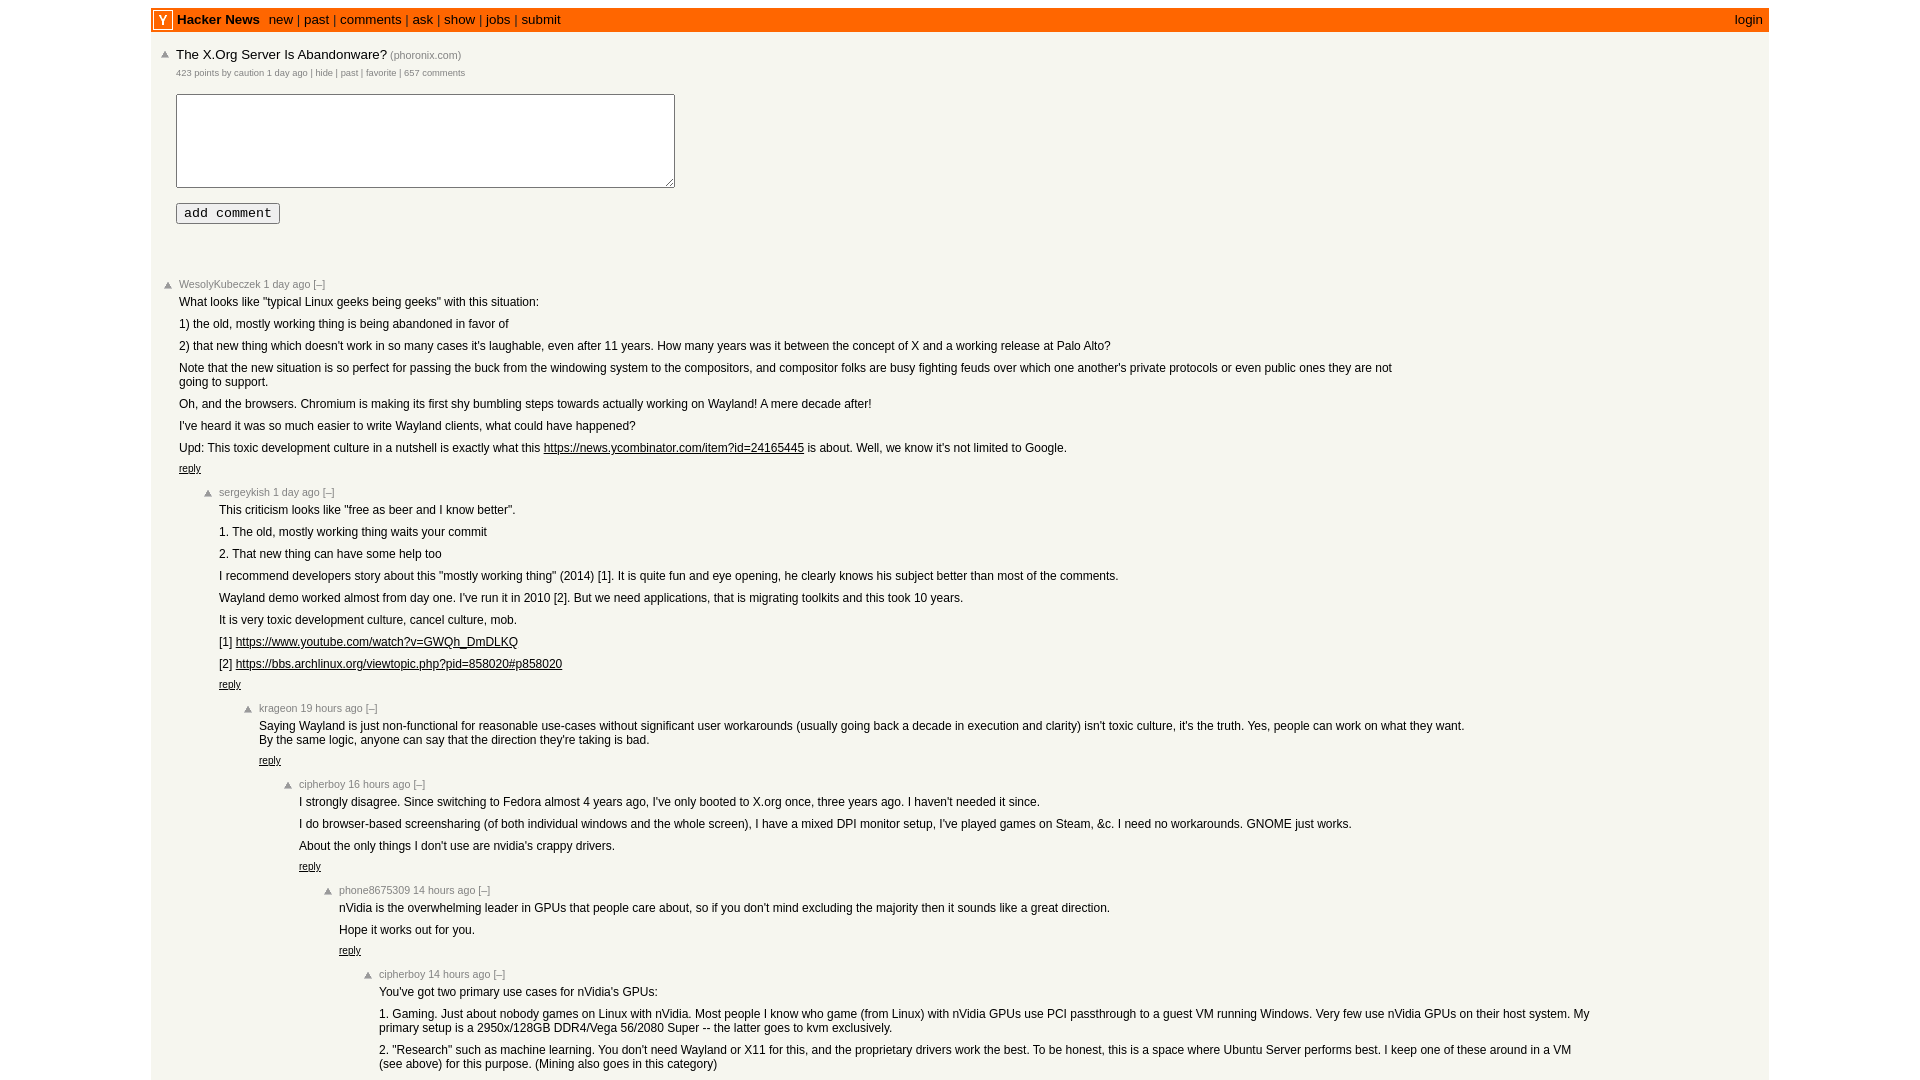 Y Hacker News new | past | comments | ask | show | jobs | submit login
The X.Org Server Is Abandonware? (phoronix.com)
423 points by caution 1 day ago | hide | past | favorite | 657 comments
add comment
WesolyKubeczek 1 day ago [–]
What looks like "typical Linux geeks being geeks" with this situation:
1) the old, mostly working thing is being abandoned in favor of
2) that new thing which doesn't work in so many cases it's laughable, even after 11 years. How many years was it between the concept of X and a working release at Palo Alto?
Note that the new situation is so perfect for passing the buck from the windowing system to the compositors, and compositor folks are busy fighting feuds over which one another's private protocols or even public ones they are not
going to support.
Oh, and the browsers. Chromium is making its first shy bumbling steps towards actually working on Wayland! A mere decade after!
I've heard it was so much easier to write Wayland clients, what could have happened?
Upd: This toxic development culture in a nutshell is exactly what this https://news.ycombinator.com/item?id=24165445 is about. Well, we know it's not limited to Google.
reply
sergeykish 1 day ago [–]
This criticism looks like "free as beer and I know better".
1. The old, mostly working thing waits your commit
2. That new thing can have some help too
I recommend developers story about this "mostly working thing" (2014) [1]. It is quite fun and eye opening, he clearly knows his subject better than most of the comments.
Wayland demo worked almost from day one. I've run it in 2010 [2]. But we need applications, that is migrating toolkits and this took 10 years.
It is very toxic development culture, cancel culture, mob.
[1] https://www.youtube.com/watch?v=GWQh_DmDLKQ
[2] https://bbs.archlinux.org/viewtopic.php?pid=858020#p858020
reply
krageon 19 hours ago [–]
Saying Wayland is just non-functional for reasonable use-cases without significant user workarounds (usually going back a decade in execution and clarity) isn't toxic culture, it's the truth. Yes, people can work on what they want.
By the same logic, anyone can say that the direction they're taking is bad.
reply
cipherboy 16 hours ago [–]
I strongly disagree. Since switching to Fedora almost 4 years ago, I've only booted to X.org once, three years ago. I haven't needed it since.
I do browser-based screensharing (of both individual windows and the whole screen), I have a mixed DPI monitor setup, I've played games on Steam, &c. I need no workarounds. GNOME just works.
About the only things I don't use are nvidia's crappy drivers.
reply
phone8675309 14 hours ago [–]
nVidia is the overwhelming leader in GPUs that people care about, so if you don't mind excluding the majority then it sounds like a great direction.
Hope it works out for you.
reply
cipherboy 14 hours ago [–]
You've got two primary use cases for nVidia's GPUs:
1. Gaming. Just about nobody games on Linux with nVidia. Most people I know who game (from Linux) with nVidia GPUs use PCI passthrough to a guest VM running Windows. Very few use nVidia GPUs on their host system. My
primary setup is a 2950x/128GB DDR4/Vega 56/2080 Super -- the latter goes to kvm exclusively.
2. "Research" such as machine learning. You don't need Wayland or X11 for this, and the proprietary drivers work the best. To be honest, this is a space where Ubuntu Server performs best. I keep one of these around in a VM
(see above) for this purpose. (Mining also goes in this category)